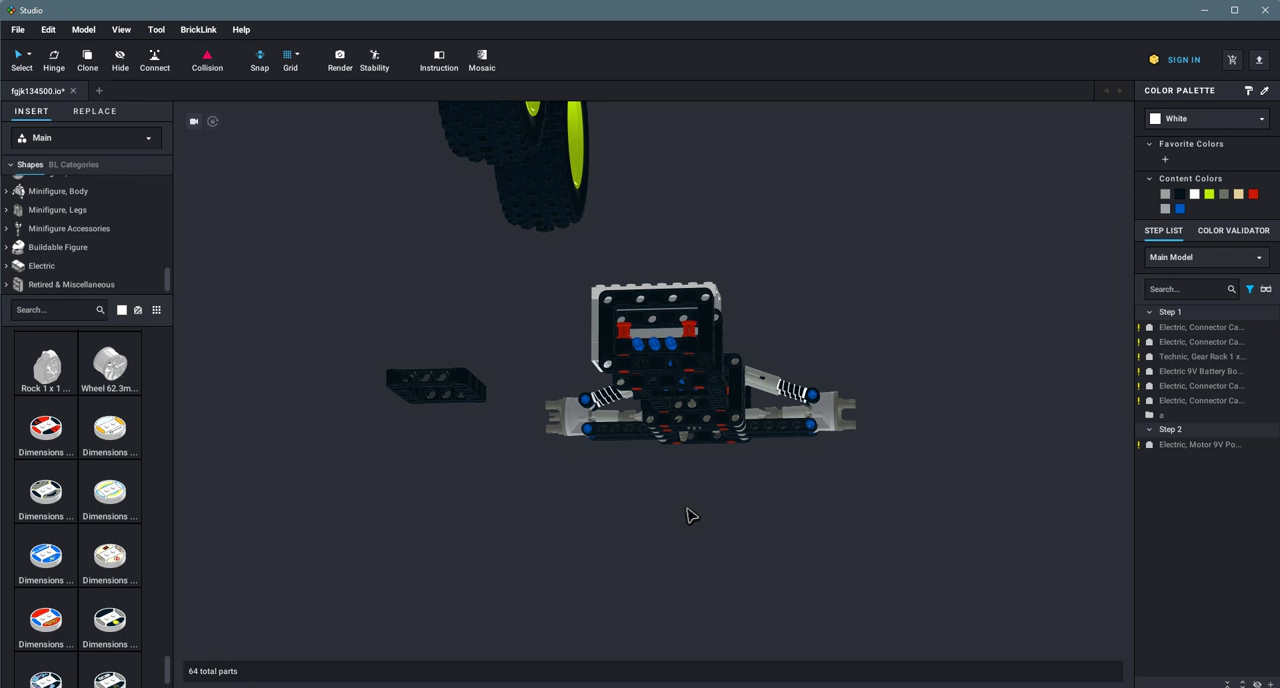 Studio
File Edit Model View Tool BrickLink Help
Select Hinge Clone Hide Connect Collision Snap Grid Render Stability Instruction Mosaic SIGN IN
fgjk134500.io*
INSERT REPLACE
Main
Shapes BL Categories
Minifigure, Body
Minifigure, Legs
Minifigure Accessories
Buildable Figure
Electric
Retired & Miscellaneous
Search...
Rock 1 x 1 ... Wheel 62.3m...
Dimensions ... Dimensions ...
Dimensions ... Dimensions ...
Dimensions ... Dimensions ...
Dimensions ... Dimensions ...
64 total parts
COLOR PALETTE
White
Favorite Colors
Content Colors
STEP LIST COLOR VALIDATOR
Main Model
Search...
Step 1
Electric, Connector Ca...
Electric, Connector Ca...
Technic, Gear Rack 1 x...
Electric 9V Battery Bo...
Electric, Connector Ca...
Electric, Connector Ca...
a
Step 2
Electric, Motor 9V Po...